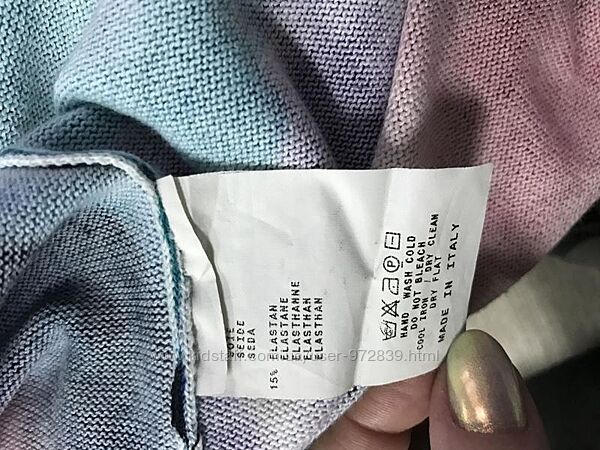 SEIDE
SEDA
15% ELASTAN
ELASTANE
ELASTHANNE
ELASTHAN
ELASTHAN
P
HAND WASH COLD
DO NOT BLEACH
COOL IRON / DRY CLEAN
DRY FLAT
MADE IN ITALY